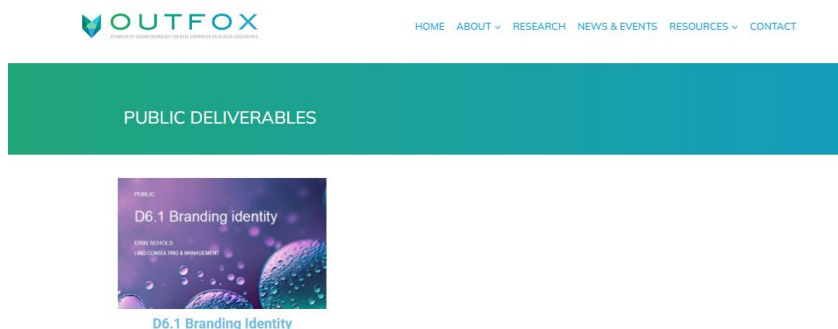 OUTFOX
HOME ABOUT RESEARCH NEWS & EVENTS RESOURCES CONTACT
PUBLIC DELIVERABLES
PUBLIC
D6.1 Branding identity
ERIN SCHOLS
LINQ CONSULTING & MANAGEMENT
D6.1 Branding Identity